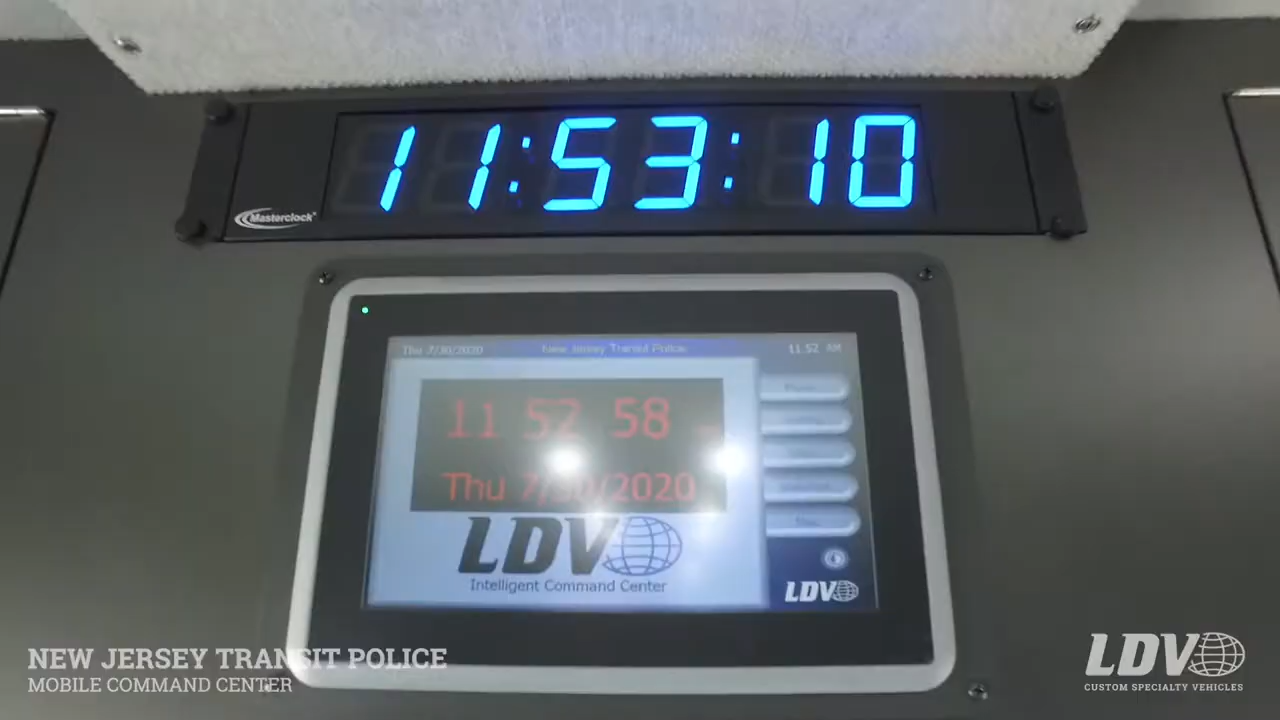 11:53:10
Masterclock
Thu 7/30/2020 New Jersey Transit Police 11:52 AM
11 52 58
Thu 7/30/2020
LDV
Intelligent Command Center
LDV
NEW JERSEY TRANSIT POLICE
MOBILE COMMAND CENTER
LDV
CUSTOM SPECIALTY VEHICLES